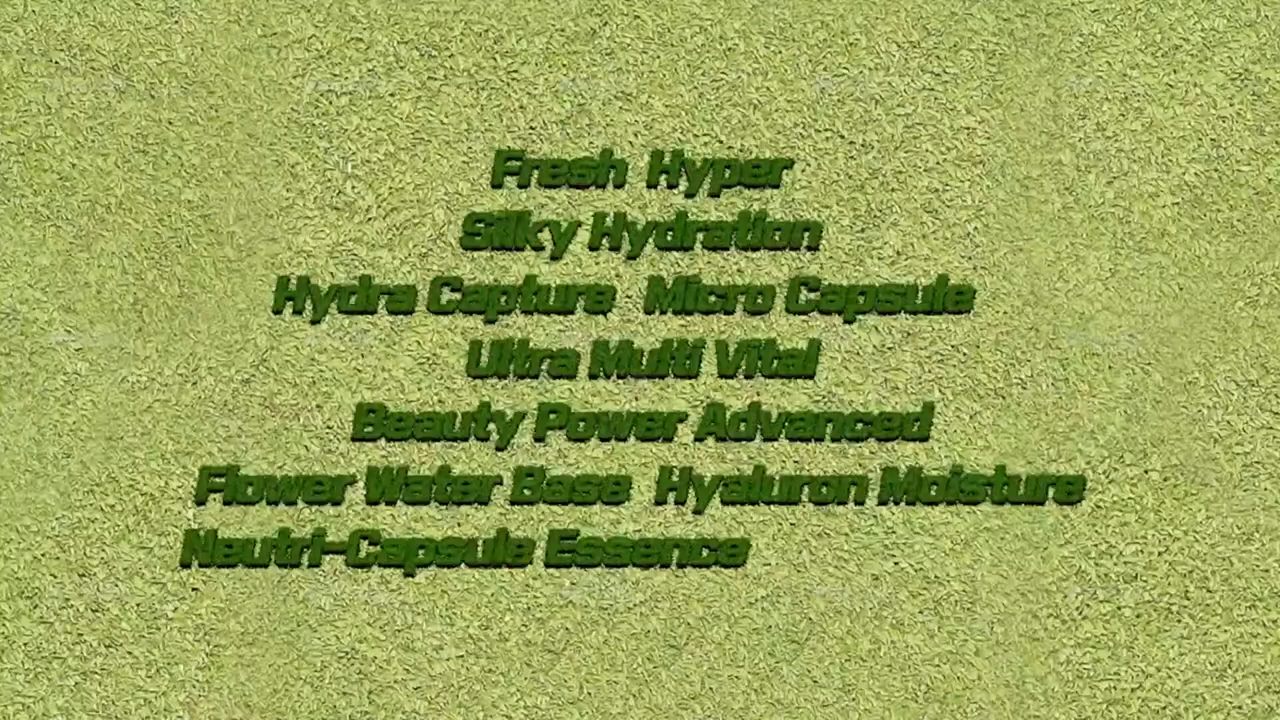 Fresh Hyper
Silky Hydration
Hydra Capture Micro Capsule
Ultra Multi Vital
Beauty Power Advanced
Flower Water Base Hyaluron Moisture
Neutri-Capsule Essence